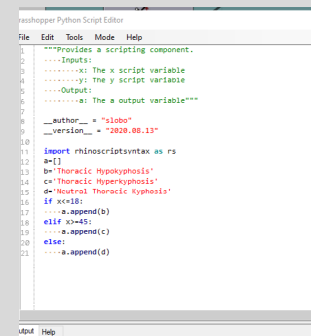 rasshopper Python Script Editor
File Edit Tools Mode Help
1 """Provides a scripting component.
2 ····Inputs:
3 ········x: The x script variable
4 ········y: The y script variable
5 ····Output:
6 ········a: The a output variable"""
7
8 __author__ = "slobo"
9 __version__ = "2020.08.13"
10
11 import rhinoscriptsyntax as rs
12 a=[]
13 b='Thoracic Hypokyphosis'
14 c='Thoracic Hyperkyphosis'
15 d='Neutral Thoracic Kyphosis'
16 if x<=18:
17 ····a.append(b)
18 elif x>=45:
19 ····a.append(c)
20 else:
21 ····a.append(d)
utput Help